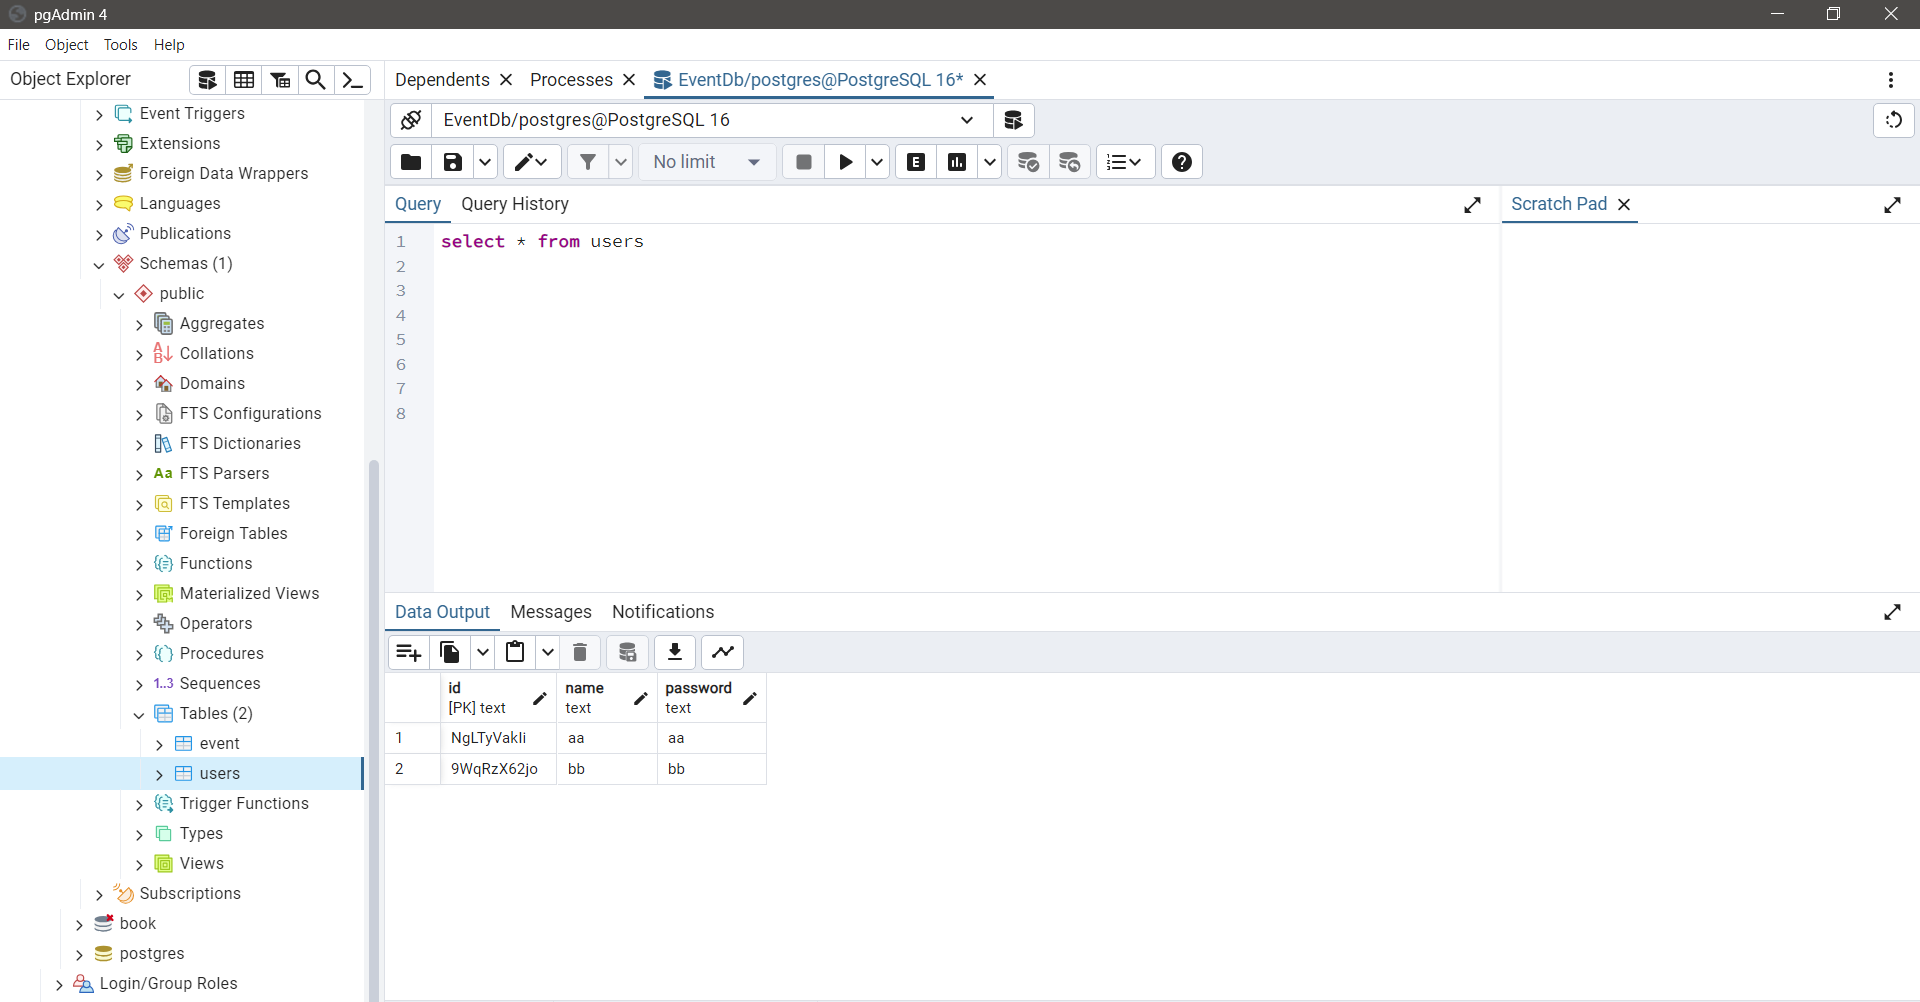 pgAdmin 4
File Object Tools Help
Object Explorer
Dependents Processes EventDb/postgres@PostgreSQL 16*
EventDb/postgres@PostgreSQL 16
No limit
E
Query Query History
Scratch Pad
1 select * from users
2
3
4
5
6
7
8
Event Triggers
Extensions
Foreign Data Wrappers
Languages
Publications
Schemas (1)
public
Aggregates
Collations
Domains
FTS Configurations
FTS Dictionaries
Aa FTS Parsers
FTS Templates
Foreign Tables
Functions
Materialized Views
Operators
Procedures
1..3 Sequences
Tables (2)
event
users
Trigger Functions
Types
Views
Subscriptions
book
postgres
Login/Group Roles
Data Output Messages Notifications
id name password
[PK] text text text
1 NgLTyVakIi aa aa
2 9WqRzX62jo bb bb